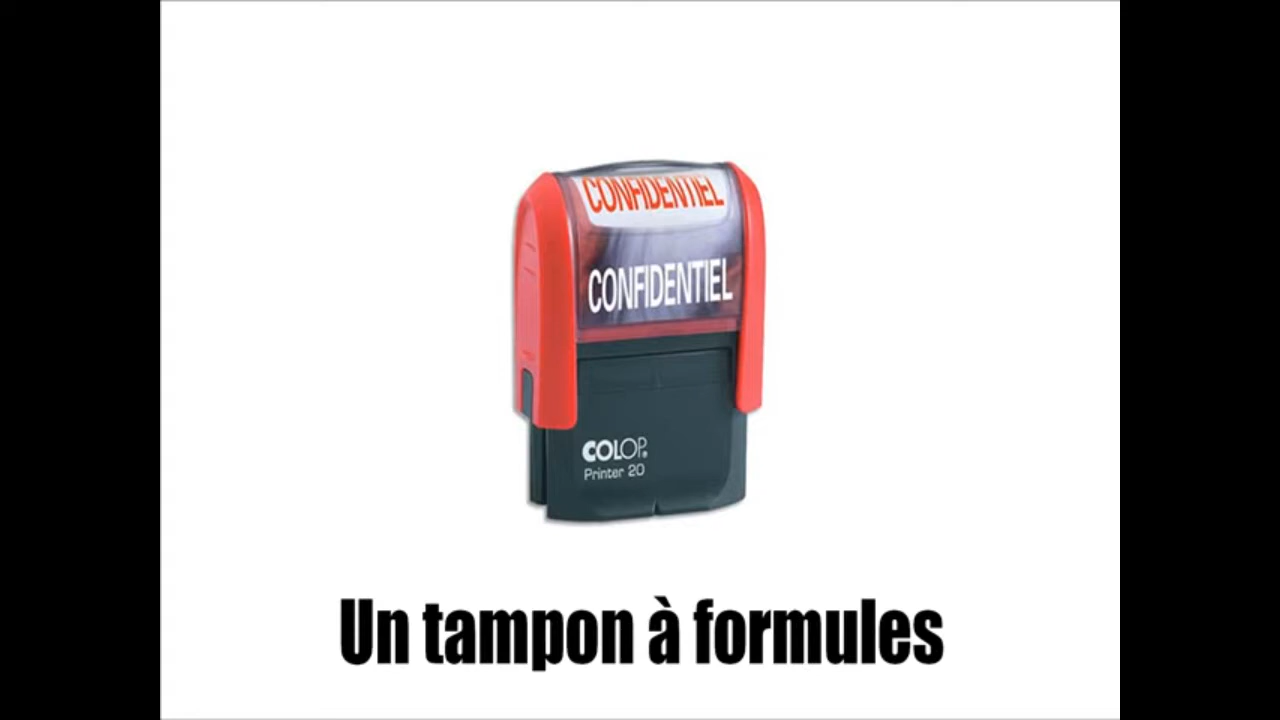 CONFIDENTIEL
CONFIDENTIEL
COLOP®
Printer 20
Un tampon à formules